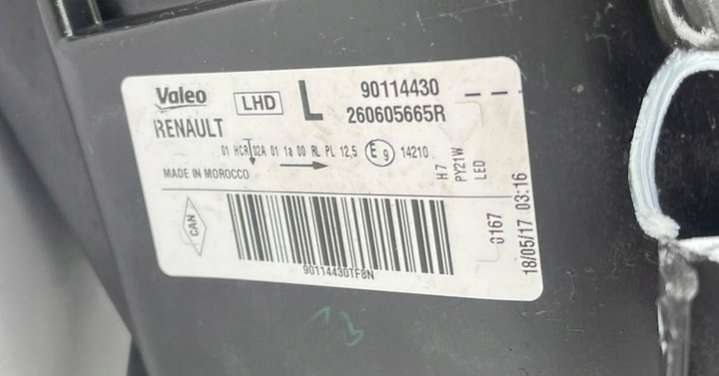 Valeo LHD L 90114430
RENAULT 260605665R
01 HCR 02A 01 1a 00 RL PL 12,5 E9 14210
MADE IN MOROCCO
H7
PY21W
LED
CAN
90114430TF8N
0167
18/05/17 03:16